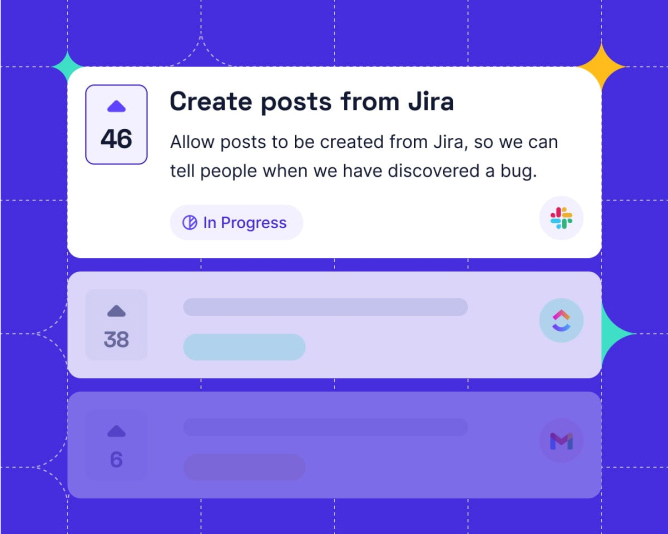 46
Create posts from Jira
Allow posts to be created from Jira, so we can
tell people when we have discovered a bug.
In Progress
38
6